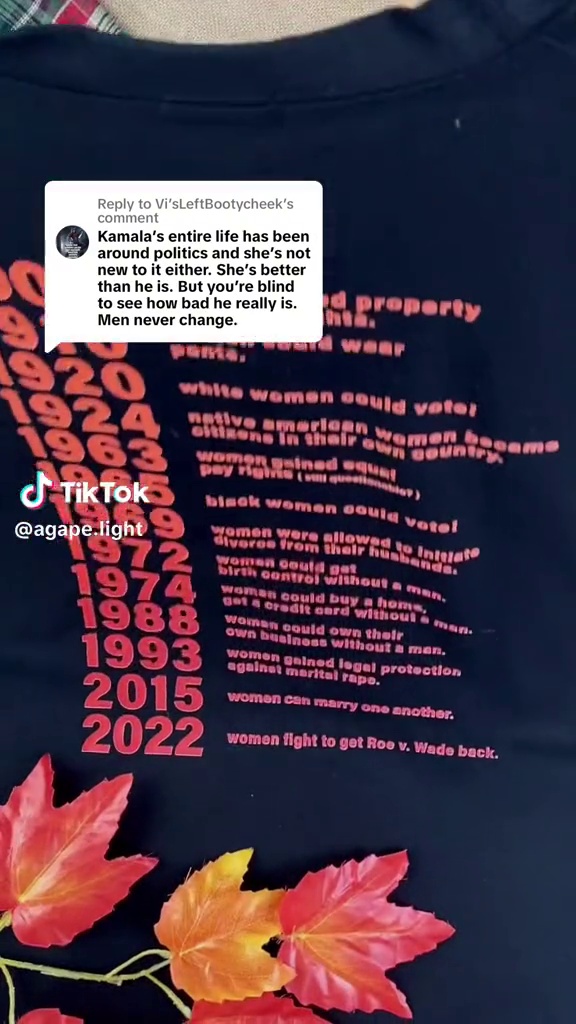 Reply to Vi'sLeftBootycheek's
comment
Kamala's entire life has been
around politics and she's not
new to it either. She's better
than he is. But you're blind
to see how bad he really is.
Men never change.
property
pants.
could wear
1920
white women could vote!
1924
native american women became
citizens in their own country.
1963
women gained equal
pay rights ( still questionable! )
TikTok
1965
black women could vote!
@agape.light
1969
women were allowed to initiate
divorce from their husbands.
1972
women could get
birth control without a man.
1974
women could buy a home,
get a credit card without a man.
1988
women could own their
own business without a man.
1993
women gained legal protection
against marital rape.
2015
women can marry one another.
2022
women fight to get Roe v. Wade back.